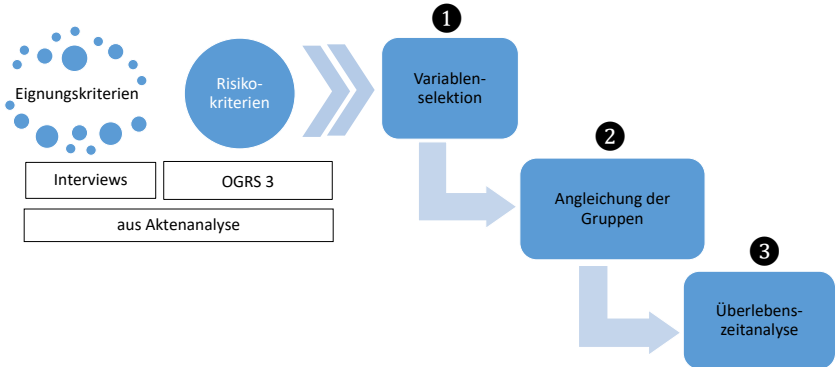 Eignungskriterien
Risiko-
kriterien
Interviews
OGRS 3
aus Aktenanalyse
1
Variablen-
selektion
2
Angleichung der
Gruppen
3
Überlebens-
zeitanalyse